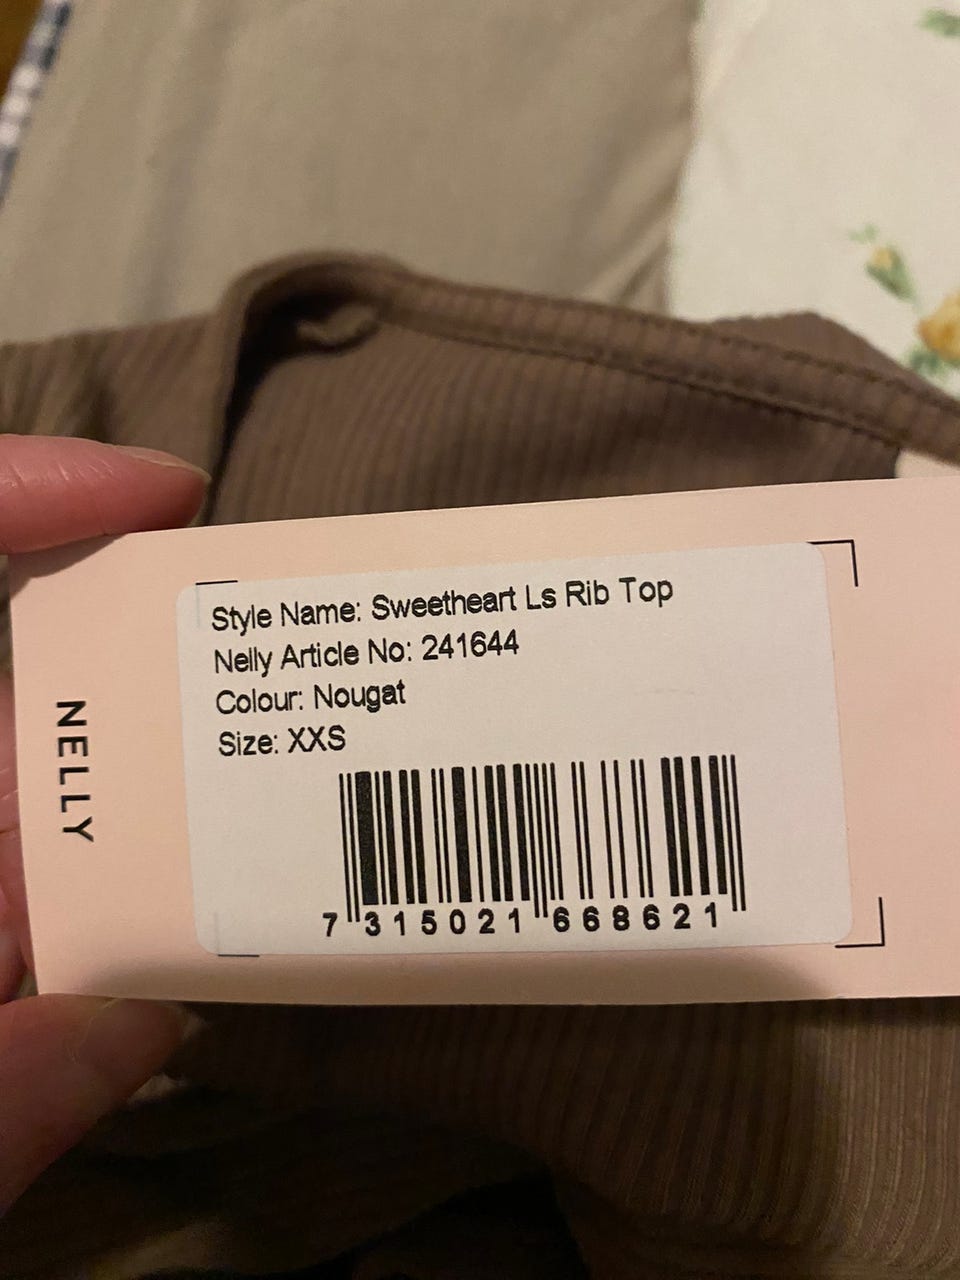 Style Name: Sweetheart Ls Rib Top
Nelly Article No: 241644
Colour: Nougat
Size: XXS
7 315021 668621
NELLY